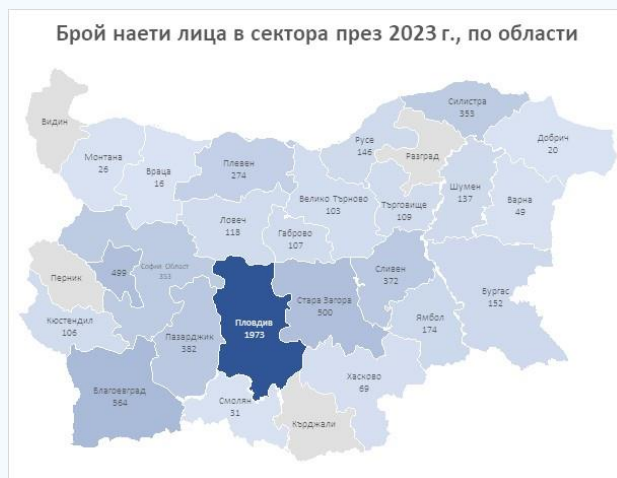 Брой наети лица в сектора през 2023 г., по области
Видин
Монтана
26
Враца
16
Плевен
274
Русе
146
Разград
Силистра
353
Добрич
20
Ловеч
118
Велико Търново
103
Габрово
107
Търговище
109
Шумен
137
Варна
49
499
София Област
353
Перник
Кюстендил
106
Пазарджик
382
Пловдив
1973
Стара Загора
500
Сливен
372
Ямбол
174
Бургас
152
Благоевград
564
Смолян
31
Кърджали
Хасково
69